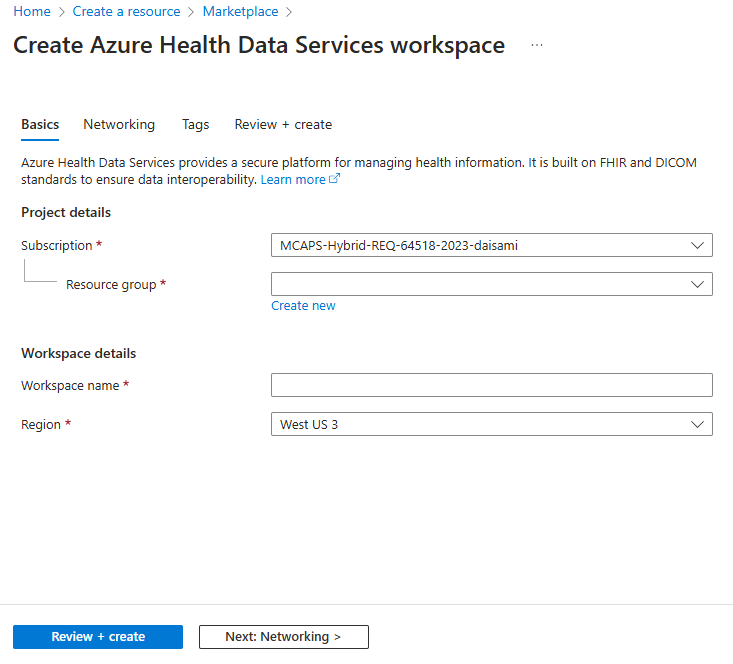 Home > Create a resource > Marketplace >
Create Azure Health Data Services workspace ...
Basics Networking Tags Review + create
Azure Health Data Services provides a secure platform for managing health information. It is built on FHIR and DICOM
standards to ensure data interoperability. Learn more
Project details
Subscription * MCAPS-Hybrid-REQ-64518-2023-daisami
Resource group *
Create new
Workspace details
Workspace name *
Region * West US 3
Review + create Next: Networking >